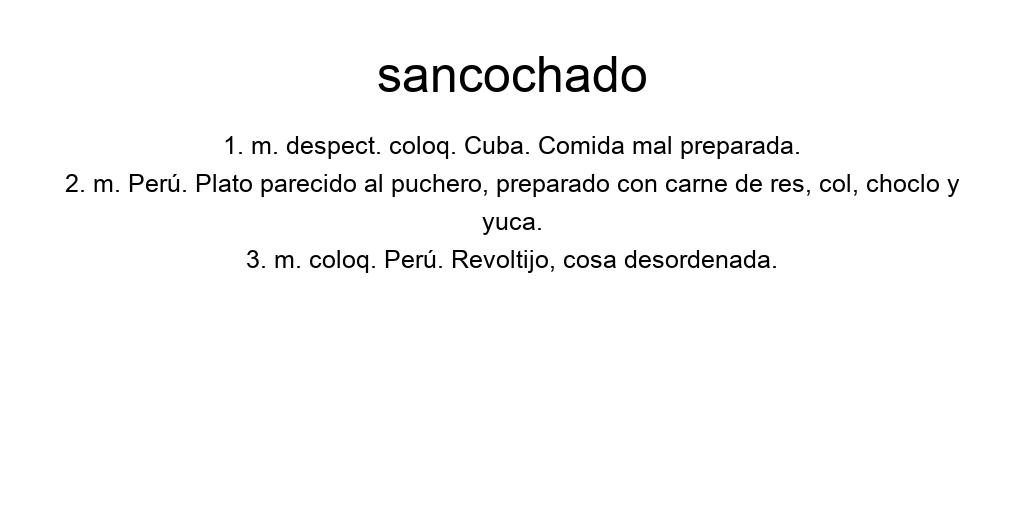 sancochado
1. m. despect. coloq. Cuba. Comida mal preparada.
2. m. Perú. Plato parecido al puchero, preparado con carne de res, col, choclo y
yuca.
3. m. coloq. Perú. Revoltijo, cosa desordenada.